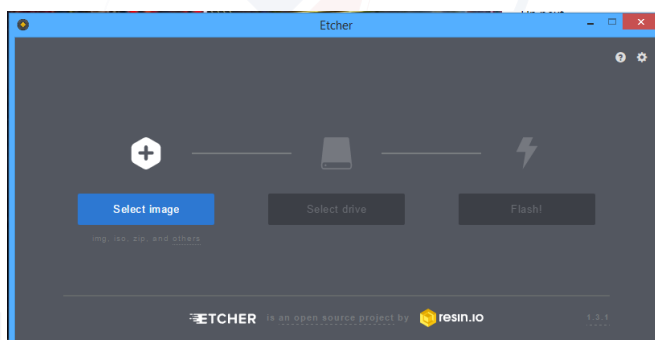 Etcher
Select image
Select drive
Flash!
img, iso, zip, and others
ETCHER is an open source project by resin.io
1.2.1